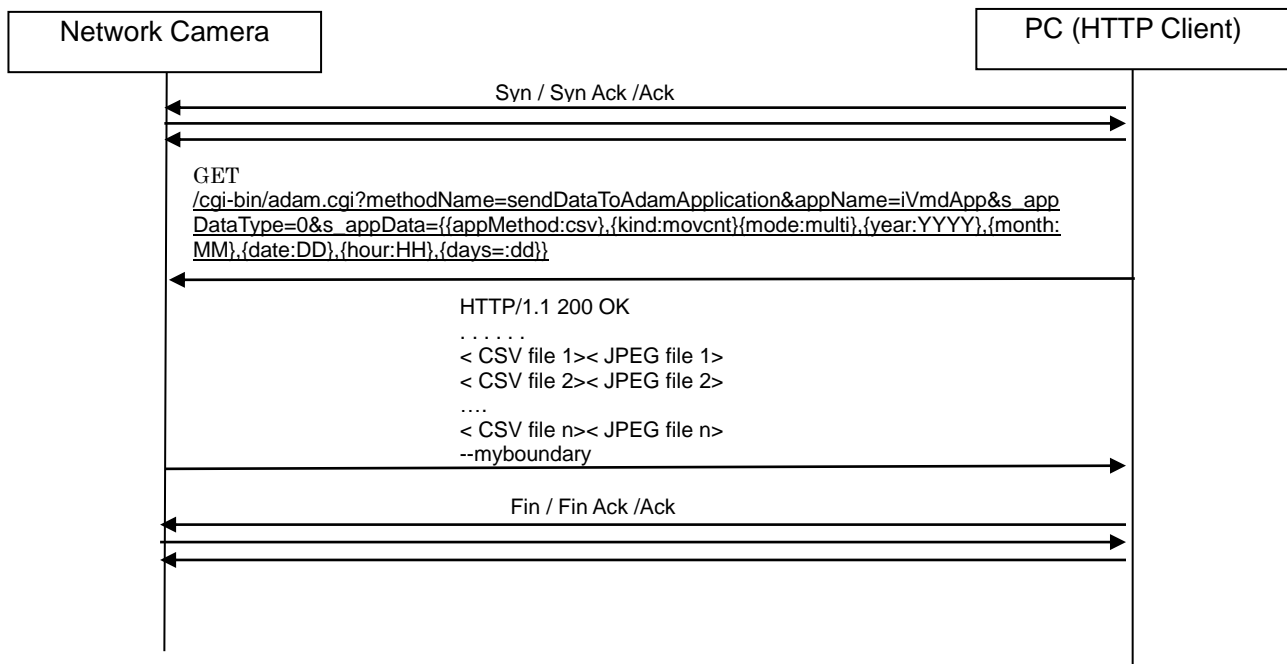 Network Camera
PC (HTTP Client)
Syn / Syn Ack /Ack
GET
/cgi-bin/adam.cgi?methodName=sendDataToAdamApplication&appName=iVmdApp&s_app
DataType=0&s_appData={{appMethod:csv},{kind:movcnt}{mode:multi},{year:YYYY},{month:
MM},{date:DD},{hour:HH},{days=:dd}}
HTTP/1.1 200 OK
. . . . . .
< CSV file 1>< JPEG file 1>
< CSV file 2>< JPEG file 2>
….
< CSV file n>< JPEG file n>
--myboundary
Fin / Fin Ack /Ack